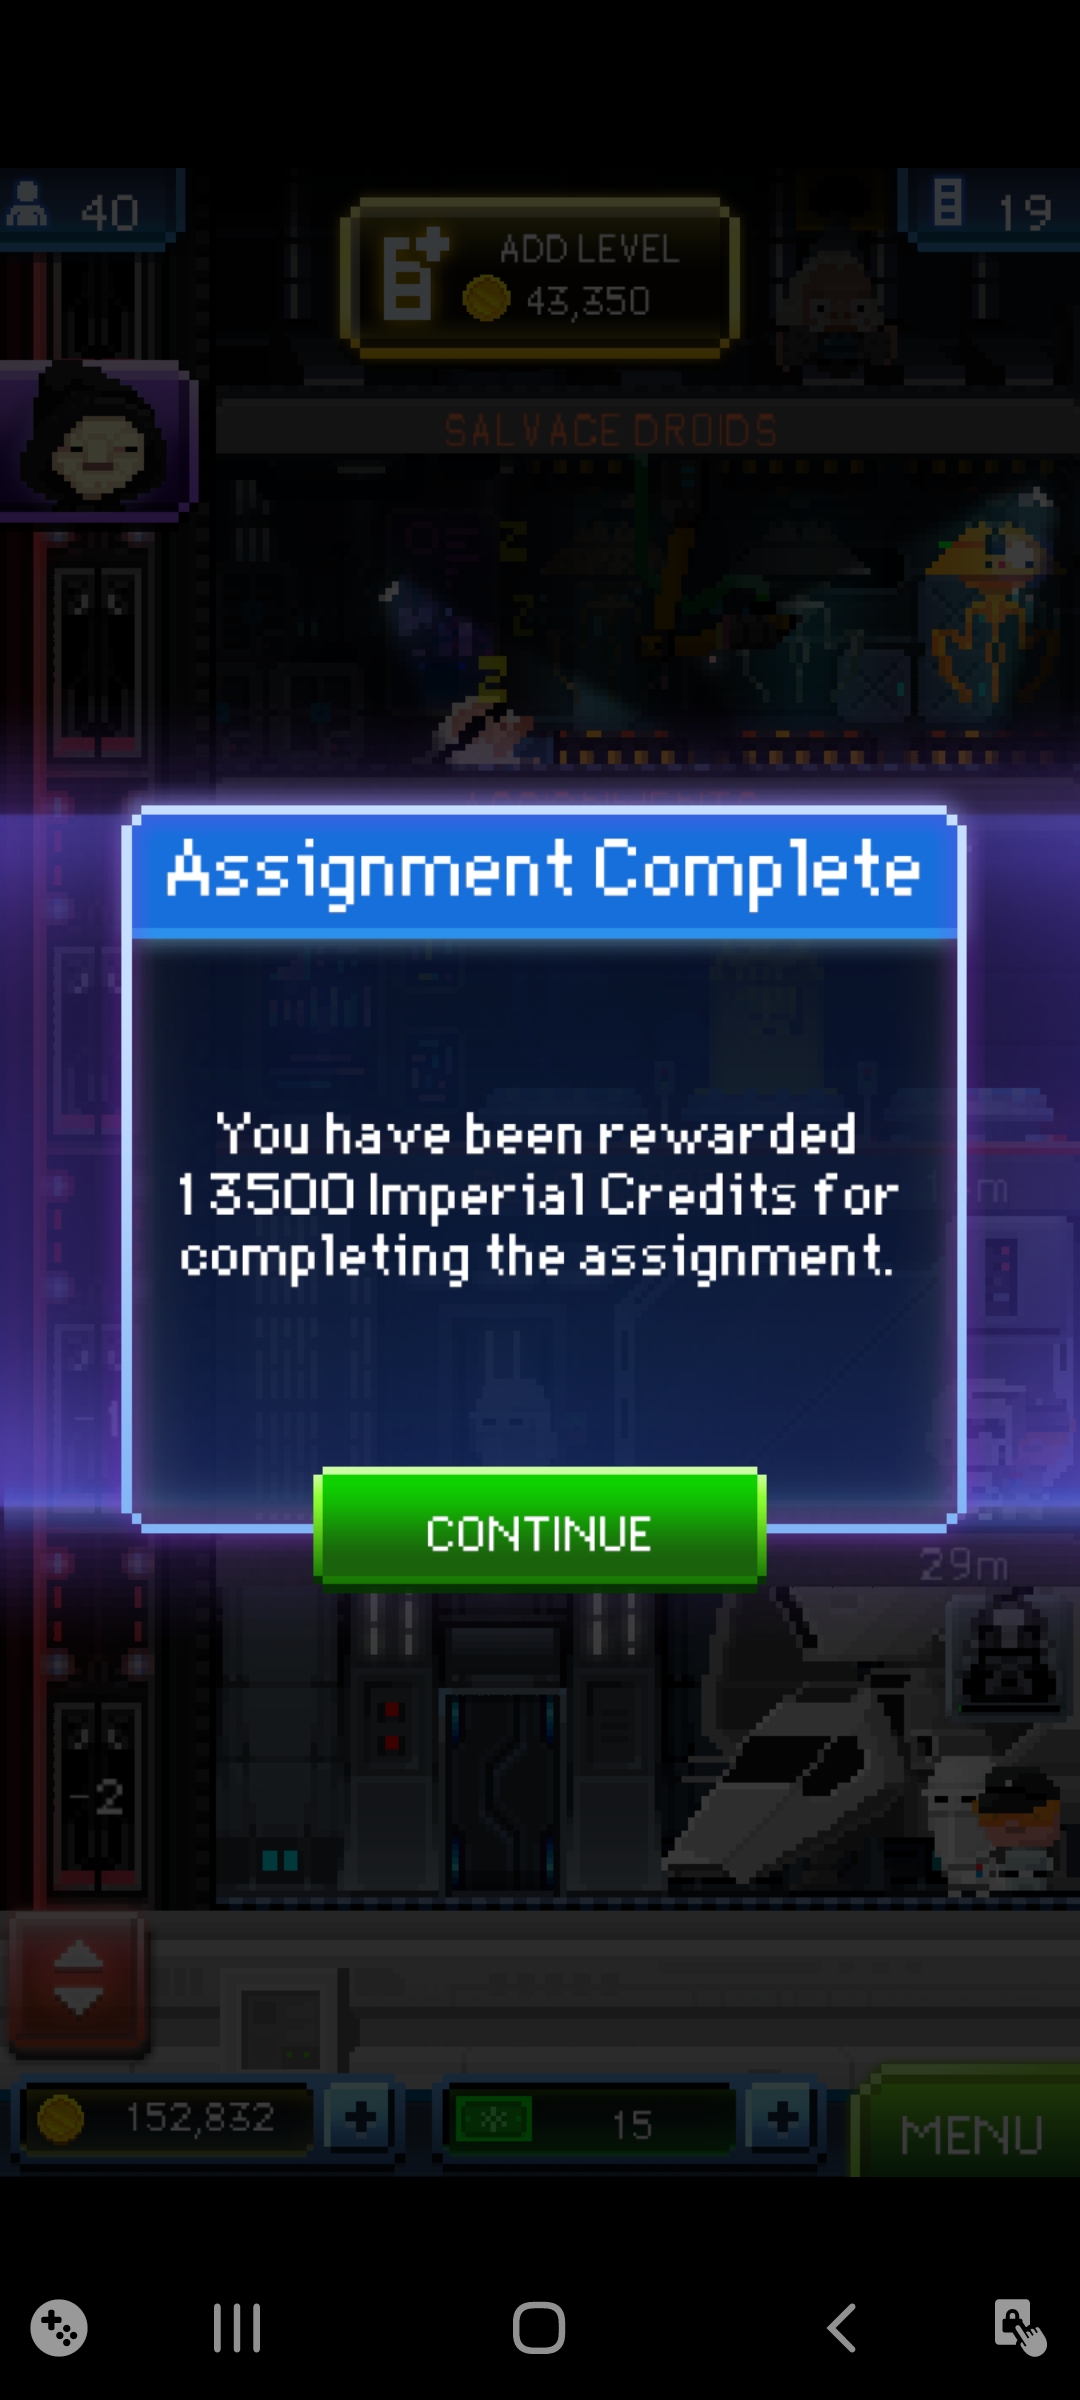 40
ADD LEVEL
43,350
19
SALVAGE DROIDS
Z
Z
Z
Assignment Complete
You have been rewarded
13500 Imperial Credits for
completing the assignment.
CONTINUE
29m
-2
152,832
15
MENU